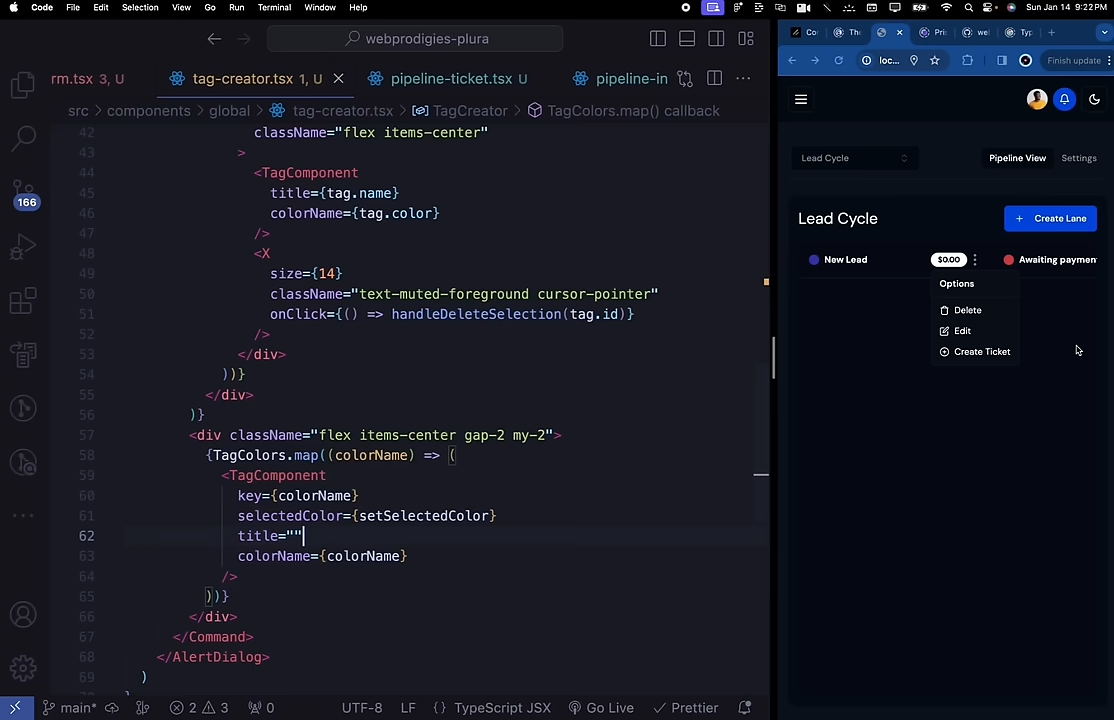 Code File Edit Selection View Go Run Terminal Window Help Sun Jan 14 9:22 PM
webprodigies-plura
rm.tsx 3, U tag-creator.tsx 1, U pipeline-ticket.tsx U pipeline-in
src > components > global > tag-creator.tsx > TagCreator > TagColors.map() callback
42 className="flex items-center"
43 >
44 <TagComponent
45 title={tag.name}
46 colorName={tag.color}
47 />
48 <X
49 size={14}
50 className="text-muted-foreground cursor-pointer"
51 onClick={() => handleDeleteSelection(tag.id)}
52 />
53 </div>
54 ))}
55 </div>
56 )}
57 <div className="flex items-center gap-2 my-2">
58 {TagColors.map((colorName) => (
59 <TagComponent
60 key={colorName}
61 selectedColor={setSelectedColor}
62 title=""
63 colorName={colorName}
64 />
65 ))}
66 </div>
67 </Command>
68 </AlertDialog>
69 )
166
main* 2 3 0 UTF-8 LF {} TypeScript JSX Go Live Prettier
Co The Pri wel Typ
loc... Finish update
Lead Cycle Pipeline View Settings
Lead Cycle + Create Lane
New Lead $0.00 Awaiting paymen
Options
Delete
Edit
Create Ticket